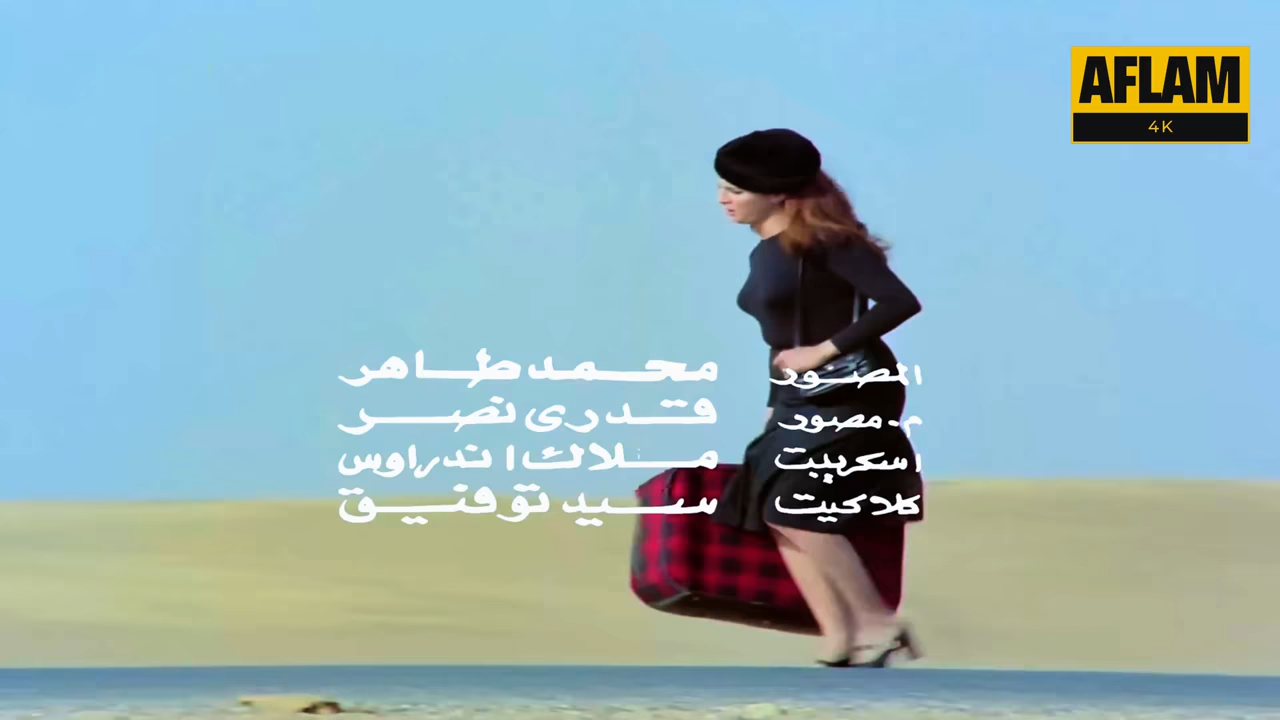 AFLAM
4K
المصور محمد طاهر
م. مصور قدرى نصر
اسكريبت ملاك اندراوس
كلاكيت سيد توفيق